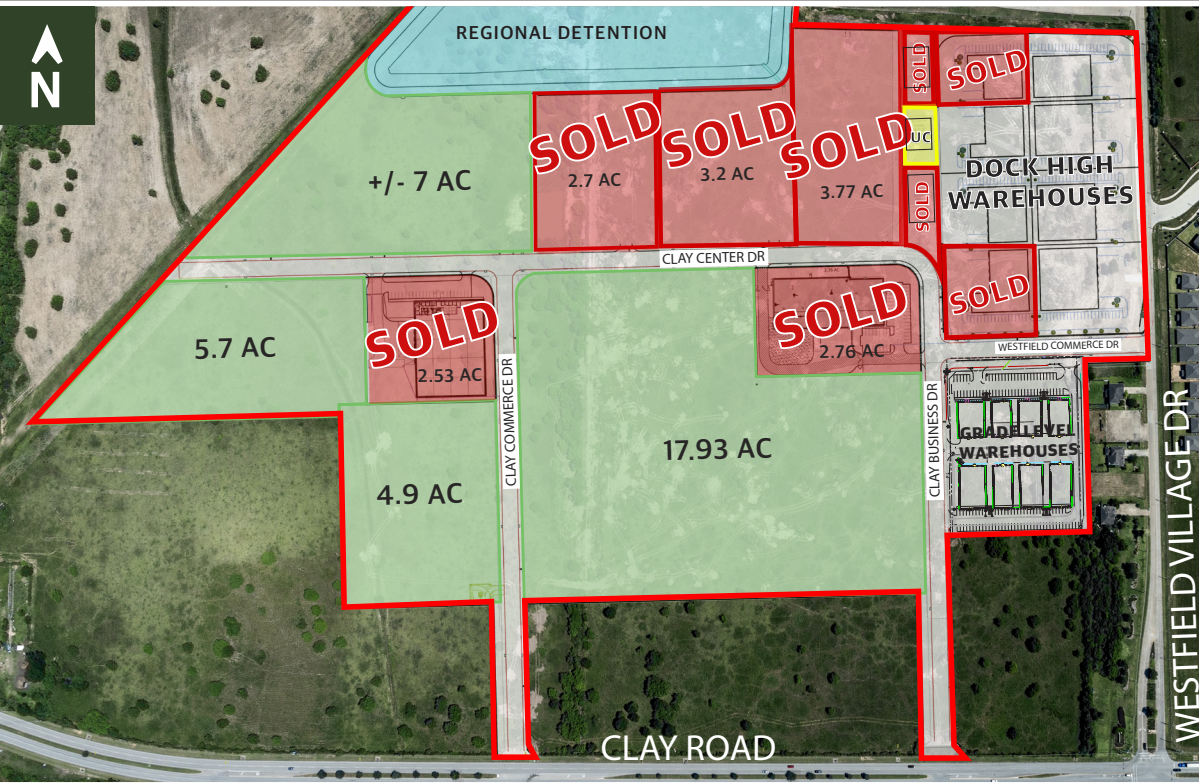 N
REGIONAL DETENTION
SOLD
SOLD
SOLD
SOLD
SOLD
UC
SOLD
+/- 7 AC
2.7 AC
3.2 AC
3.77 AC
DOCK HIGH
WAREHOUSES
CLAY CENTER DR
SOLD
5.7 AC
SOLD
2.53 AC
SOLD
2.76 AC
WESTFIELD COMMERCE DR
CLAY COMMERCE DR
CLAY BUSINESS DR
GRADE LEVEL
WAREHOUSES
17.93 AC
4.9 AC
WESTFIELD VILLAGE DR
CLAY ROAD